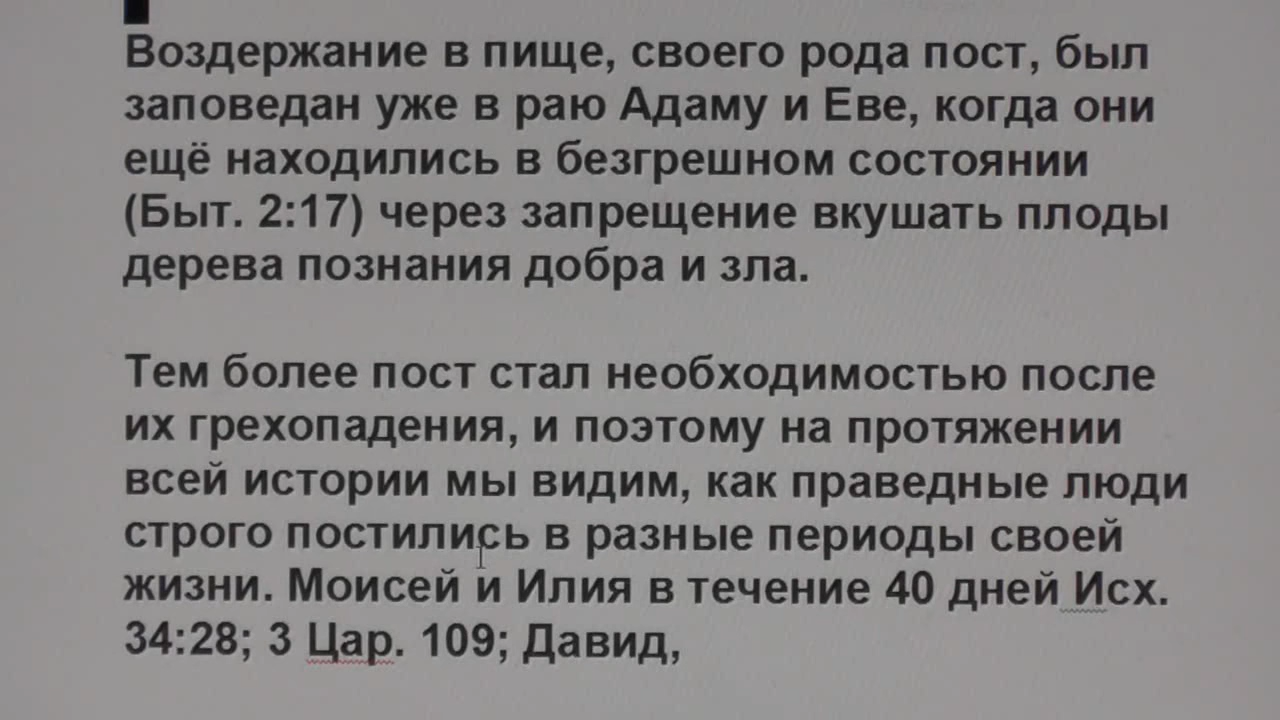 Воздержание в пище, своего рода пост, был
заповедан уже в раю Адаму и Еве, когда они
ещё находились в безгрешном состоянии
(Быт. 2:17) через запрещение вкушать плоды
дерева познания добра и зла.
Тем более пост стал необходимостью после
их грехопадения, и поэтому на протяжении
всей истории мы видим, как праведные люди
строго постились в разные периоды своей
жизни. Моисей и Илия в течение 40 дней Исх.
34:28; 3 Цар. 109; Давид,